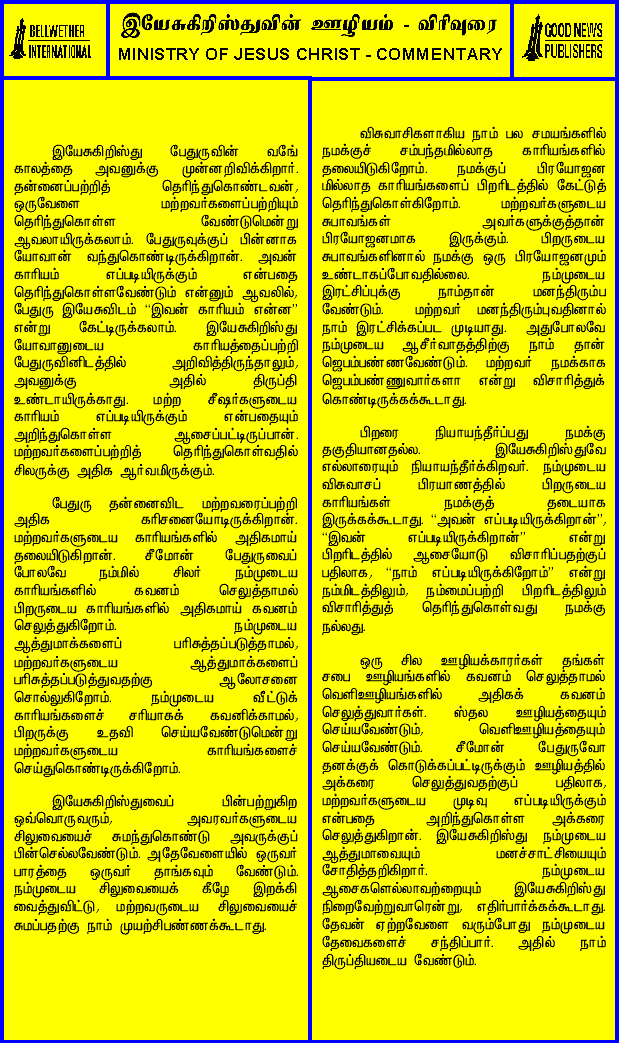 BELLWETHER
INTERNATIONAL
இயேசுகிறிஸ்துவின் ஊழியம் - விரிவுரை
MINISTRY OF JESUS CHRIST - COMMENTARY
GOOD NEWS
PUBLISHERS
இயேசுகிறிஸ்து பேதுருவின் வருங்
காலத்தை அவனுக்கு முன்னறிவிக்கிறார்.
தன்னைப்பற்றித் தெரிந்துகொண்டவன்,
ஒருவேளை மற்றவர்களைப்பற்றியும்
தெரிந்துகொள்ள வேண்டுமென்று
ஆவலாயிருக்கலாம். பேதுருவுக்குப் பின்னாக
யோவான் வந்துகொண்டிருக்கிறான். அவன்
காரியம் எப்படியிருக்கும் என்பதை
தெரிந்துகொள்ளவேண்டும் என்னும் ஆவலில்,
பேதுரு இயேசுவிடம் “இவன் காரியம் என்ன”
என்று கேட்டிருக்கலாம். இயேசுகிறிஸ்து
யோவானுடைய காரியத்தைப்பற்றி
பேதுருவினிடத்தில் அறிவித்திருந்தாலும்,
அவனுக்கு அதில் திருப்தி
உண்டாயிருக்காது. மற்ற சீஷர்களுடைய
காரியம் எப்படியிருக்கும் என்பதையும்
அறிந்துகொள்ள ஆசைப்பட்டிருப்பான்.
மற்றவர்களைப்பற்றித் தெரிந்துகொள்வதில்
சிலருக்கு அதிக ஆர்வமிருக்கும்.
பேதுரு தன்னைவிட மற்றவரைப்பற்றி
அதிக கரிசனையோடிருக்கிறான்.
மற்றவர்களுடைய காரியங்களில் அதிகமாய்
தலையிடுகிறான். சீமோன் பேதுருவைப்
போலவே நம்மில் சிலர் நம்முடைய
காரியங்களில் கவனம் செலுத்தாமல்
பிறருடைய காரியங்களில் அதிகமாய் கவனம்
செலுத்துகிறோம். நம்முடைய
ஆத்துமாக்களைப் பரிசுத்தப்படுத்தாமல்,
மற்றவர்களுடைய ஆத்துமாக்களைப்
பரிசுத்தப்படுத்துவதற்கு ஆலோசனை
சொல்லுகிறோம். நம்முடைய வீட்டுக்
காரியங்களைச் சரியாகக் கவனிக்காமல்,
பிறருக்கு உதவி செய்யவேண்டுமென்று
மற்றவர்களுடைய காரியங்களைச்
செய்துகொண்டிருக்கிறோம்.
இயேசுகிறிஸ்துவைப் பின்பற்றுகிற
ஒவ்வொருவரும், அவரவர்களுடைய
சிலுவையைச் சுமந்துகொண்டு அவருக்குப்
பின்செல்லவேண்டும். அதேவேளையில் ஒருவர்
பாரத்தை ஒருவர் தாங்கவும் வேண்டும்.
நம்முடைய சிலுவையைக் கீழே இறக்கி
வைத்துவிட்டு, மற்றவருடைய சிலுவையைச்
சுமப்பதற்கு நாம் முயற்சிபண்ணக்கூடாது.
விசுவாசிகளாகிய நாம் பல சமயங்களில்
நமக்குச் சம்பந்தமில்லாத காரியங்களில்
தலையிடுகிறோம். நமக்குப் பிரயோஜன
மில்லாத காரியங்களைப் பிறரிடத்தில் கேட்டுத்
தெரிந்துகொள்கிறோம். மற்றவர்களுடைய
சுபாவங்கள் அவர்களுக்குத்தான்
பிரயோஜனமாக இருக்கும். பிறருடைய
சுபாவங்களினால் நமக்கு ஒரு பிரயோஜனமும்
உண்டாகப்போவதில்லை. நம்முடைய
இரட்சிப்புக்கு நாம்தான் மனந்திரும்ப
வேண்டும். மற்றவர் மனந்திரும்புவதினால்
நாம் இரட்சிக்கப்பட முடியாது. அதுபோலவே
நம்முடைய ஆசீர்வாதத்திற்கு நாம் தான்
ஜெபம்பண்ணவேண்டும். மற்றவர் நமக்காக
ஜெபம்பண்ணுவார்களா என்று விசாரித்துக்
கொண்டிருக்கக்கூடாது.
பிறரை நியாயந்தீர்ப்பது நமக்கு
தகுதியானதல்ல. இயேசுகிறிஸ்துவே
எல்லாரையும் நியாயந்தீர்க்கிறவர். நம்முடைய
விசுவாசப் பிரயாணத்தில் பிறருடைய
காரியங்கள் நமக்குத் தடையாக
இருக்கக்கூடாது. “அவன் எப்படியிருக்கிறான்”,
“இவன் எப்படியிருக்கிறான்” என்று
பிறரிடத்தில் ஆசையோடு விசாரிப்பதற்குப்
பதிலாக, “நாம் எப்படியிருக்கிறோம்” என்று
நம்மிடத்திலும், நம்மைப்பற்றி பிறரிடத்திலும்
விசாரித்துத் தெரிந்துகொள்வது நமக்கு
நல்லது.
ஒரு சில ஊழியக்காரர்கள் தங்கள்
சபை ஊழியங்களில் கவனம் செலுத்தாமல்
வெளிஊழியங்களில் அதிகக் கவனம்
செலுத்துவார்கள். ஸ்தல ஊழியத்தையும்
செய்யவேண்டும், வெளிஊழியத்தையும்
செய்யவேண்டும். சீமோன் பேதுருவோ
தனக்குக் கொடுக்கப்பட்டிருக்கும் ஊழியத்தில்
அக்கரை செலுத்துவதற்குப் பதிலாக,
மற்றவர்களுடைய முடிவு எப்படியிருக்கும்
என்பதை அறிந்துகொள்ள அக்கரை
செலுத்துகிறான். இயேசுகிறிஸ்து நம்முடைய
ஆத்துமாவையும் மனச்சாட்சியையும்
சோதித்தறிகிறார். நம்முடைய
ஆசைகளெல்லாவற்றையும் இயேசுகிறிஸ்து
நிறைவேற்றுவாரென்று, எதிர்பார்க்கக்கூடாது.
தேவன் ஏற்றவேளை வரும்போது நம்முடைய
தேவைகளைச் சந்திப்பார். அதில் நாம்
திருப்தியடைய வேண்டும்.